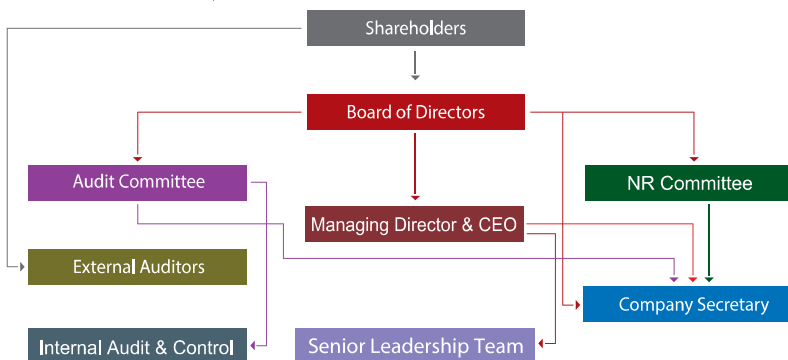 Shareholders
Board of Directors
Audit Committee
NR Committee
Managing Director & CEO
External Auditors
Company Secretary
Internal Audit & Control
Senior Leadership Team